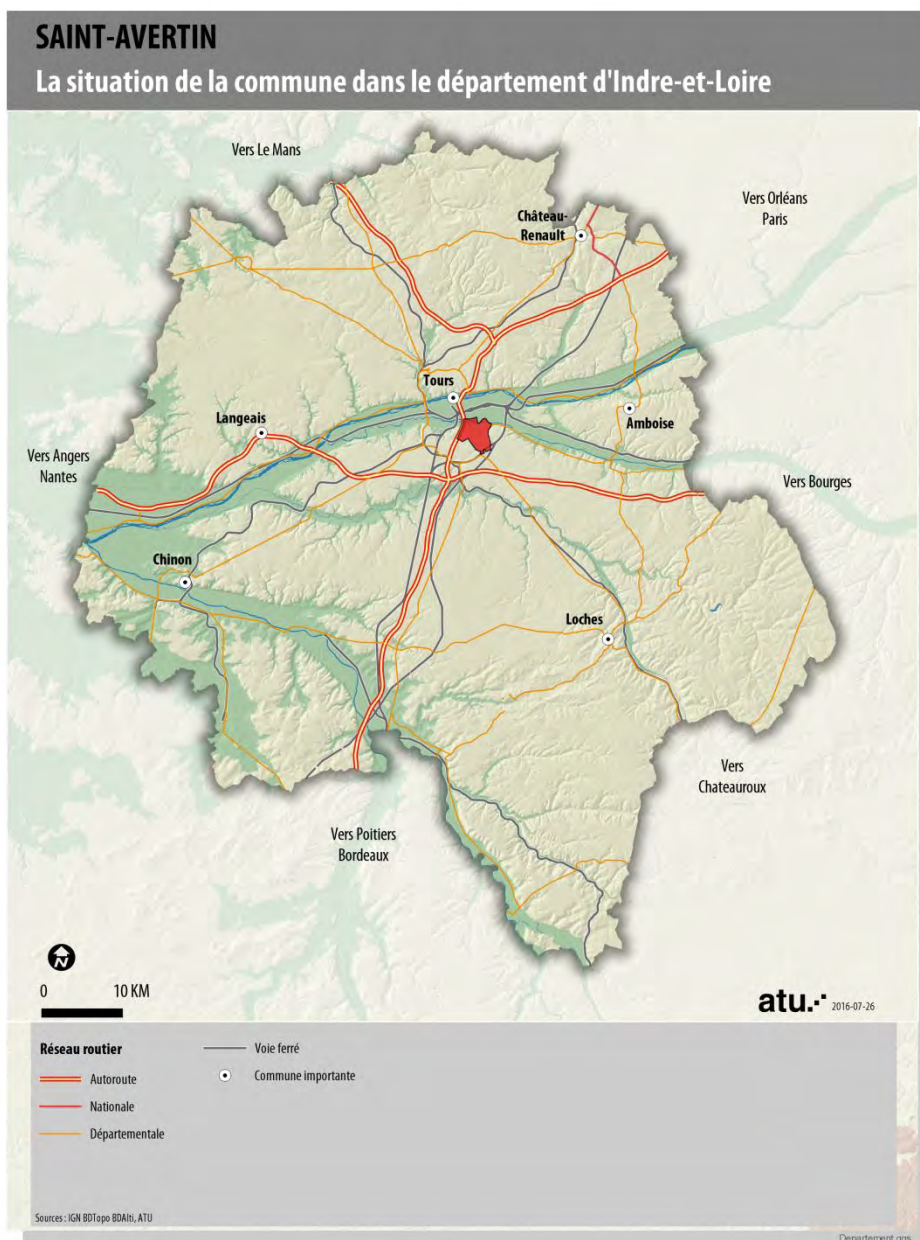 SAINT-AVERTIN
La situation de la commune dans le département d'Indre-et-Loire
Vers Le Mans
Vers Orléans
Paris
Château-
Renault
Tours
Langeais
Amboise
Vers Angers
Nantes
Vers Bourges
Chinon
Loches
Vers
Chateauroux
Vers Poitiers
Bordeaux
N
0 10 KM
atu. 2016-07-26
Réseau routier
Autoroute
Nationale
Départementale
Voie ferré
Commune importante
Sources : IGN BDTopo BDAlti, ATU
Departement.qgs